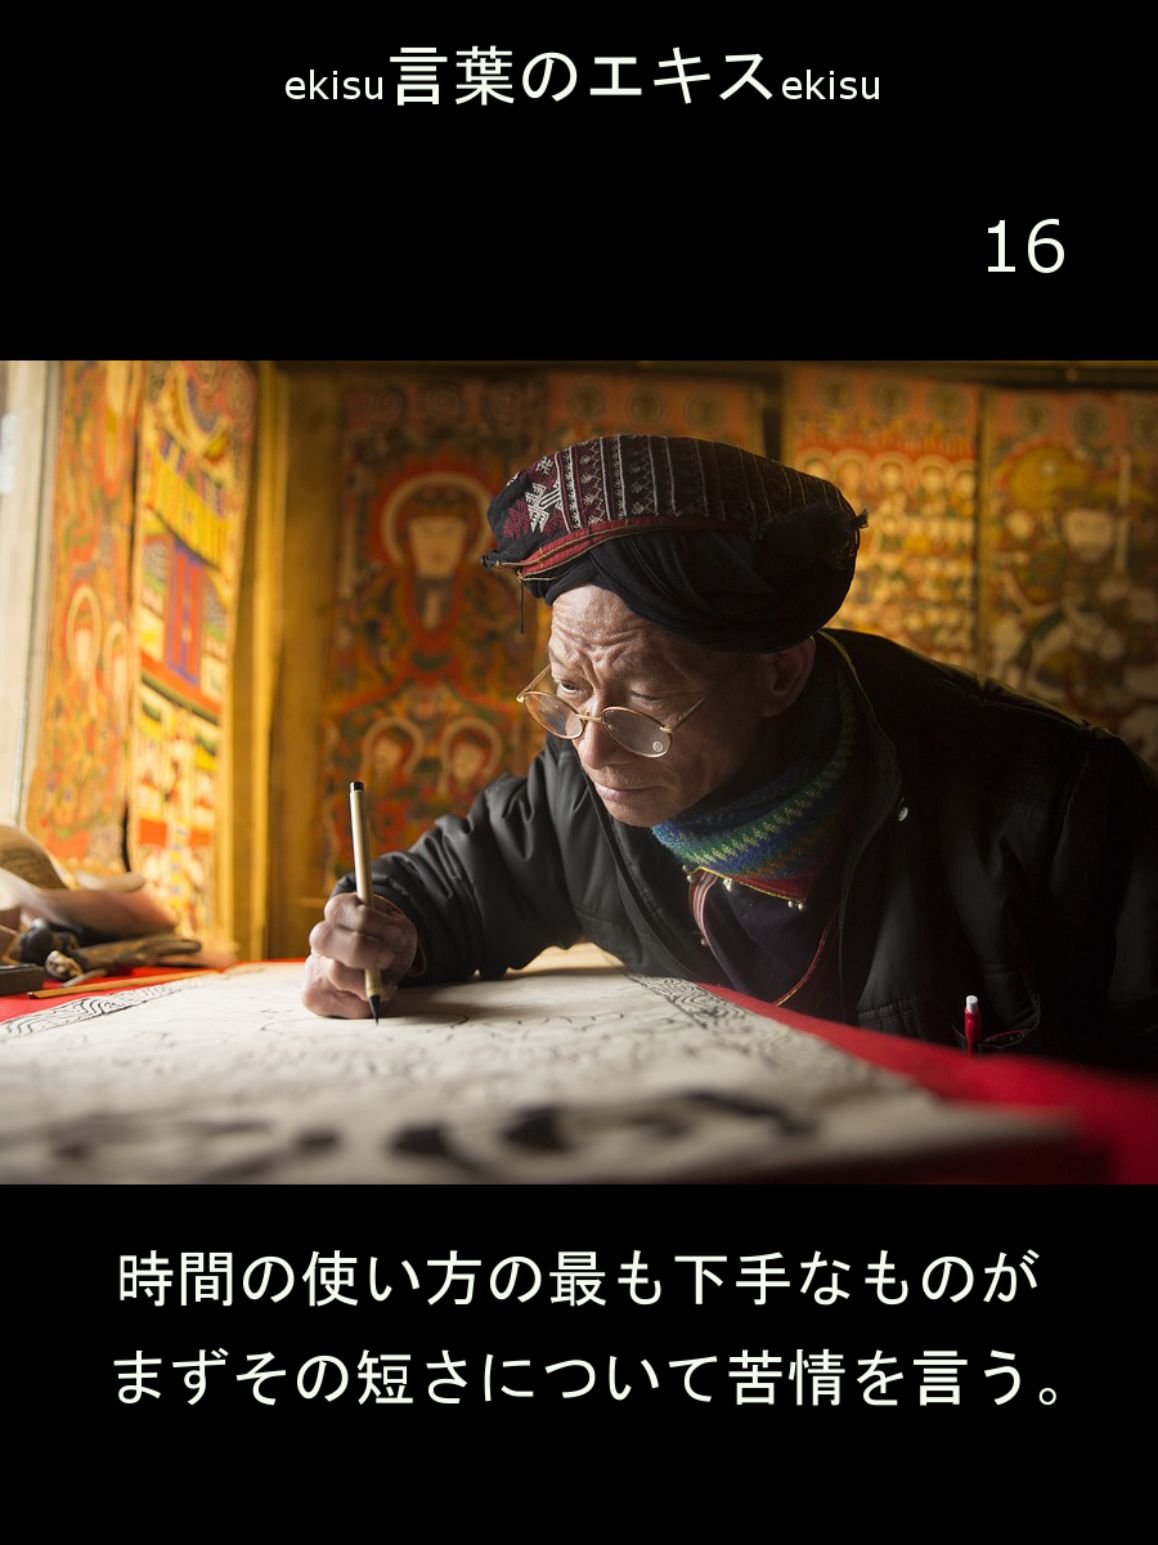 ekisu言葉のエキスekisu
16
時間の使い方の最も下手なものが
まずその短さについて苦情を言う。